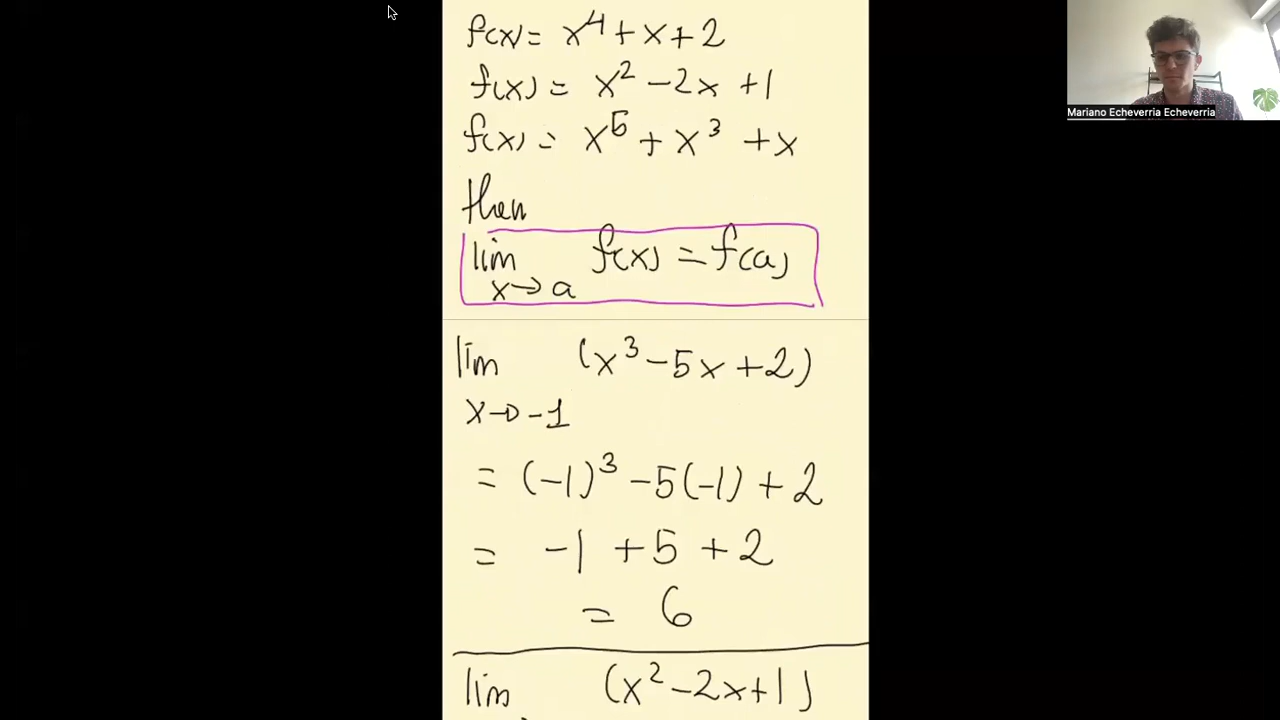 f(x) = x⁴ + x + 2
f(x) = x² - 2x + 1
f(x) = x⁵ + x³ + x
then
lim f(x) = f(a)
x → a
lim (x³ - 5x + 2)
x → -1
= (-1)³ - 5(-1) + 2
= -1 + 5 + 2
= 6
lim (x² - 2x + 1)
Mariano Echeverria Echeverria